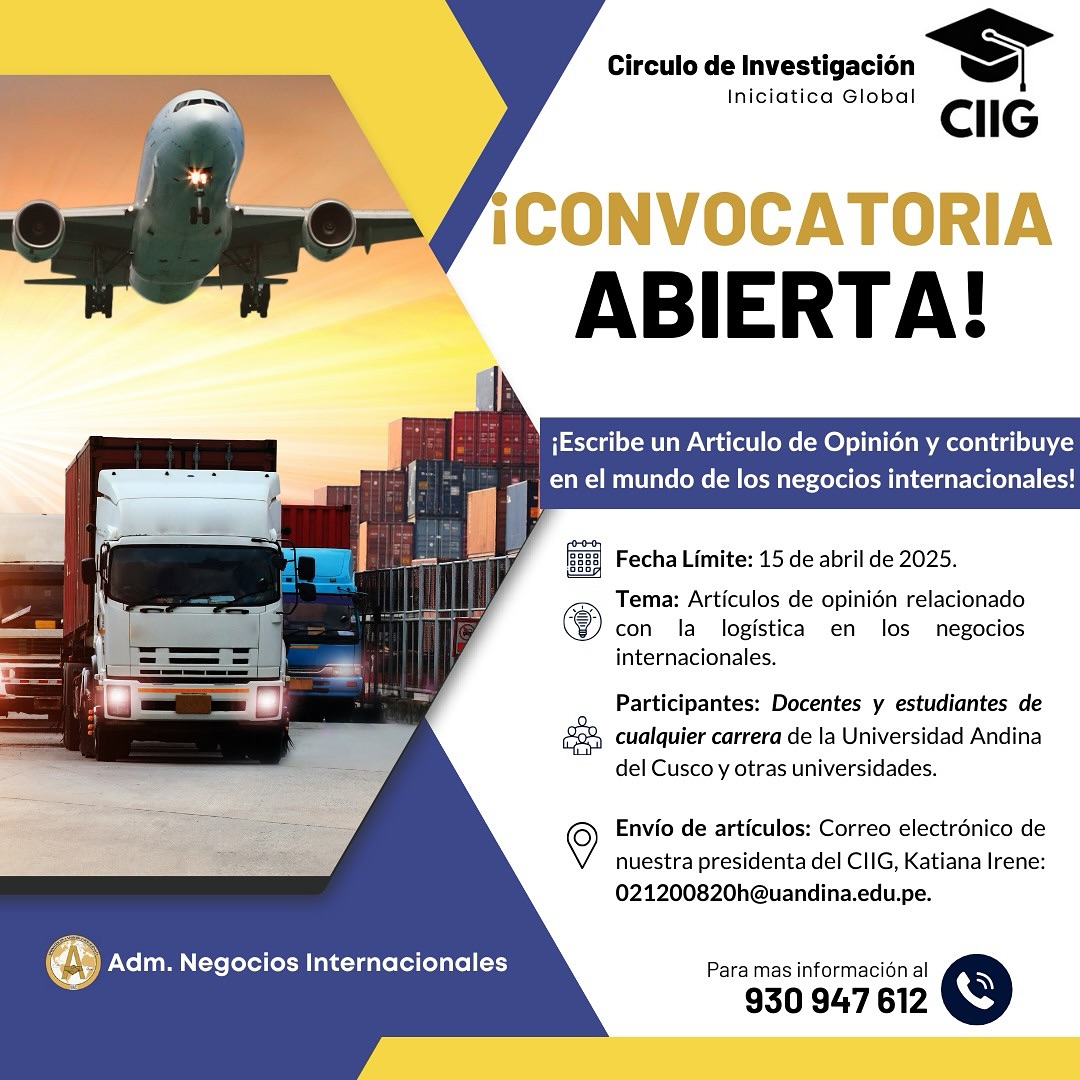 Circulo de Investigación
Iniciatica Global
CIIG
¡CONVOCATORIA
ABIERTA!
¡Escribe un Articulo de Opinión y contribuye
en el mundo de los negocios internacionales!
Fecha Límite: 15 de abril de 2025.
Tema: Artículos de opinión relacionado
con la logística en los negocios
internacionales.
Participantes: Docentes y estudiantes de
cualquier carrera de la Universidad Andina
del Cusco y otras universidades.
Envío de artículos: Correo electrónico de
nuestra presidenta del CIIG, Katiana Irene:
021200820h@uandina.edu.pe.
Adm. Negocios Internacionales
Para mas información al
930 947 612